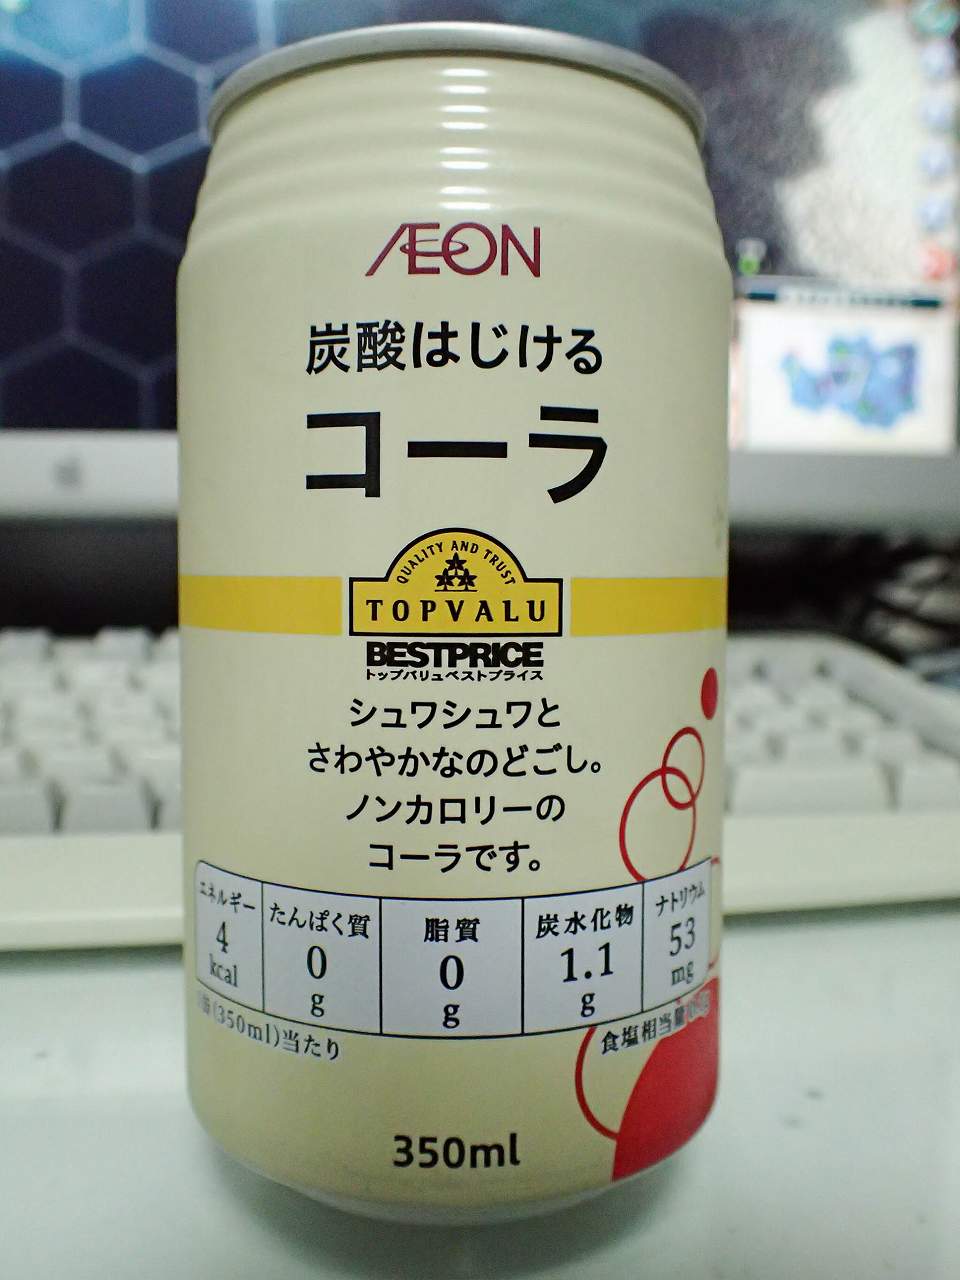 ÆON
炭酸はじける
コーラ
QUALITY AND TRUST
TOPVALU
BESTPRICE
トップバリュベストプライス
シュワシュワと
さわやかなのどごし。
ノンカロリーの
コーラです。
エネルギー たんぱく質 脂質 炭水化物 ナトリウム
4 0 0 1.1 53
kcal g g g mg
(350ml)当たり 食塩相当量
350ml